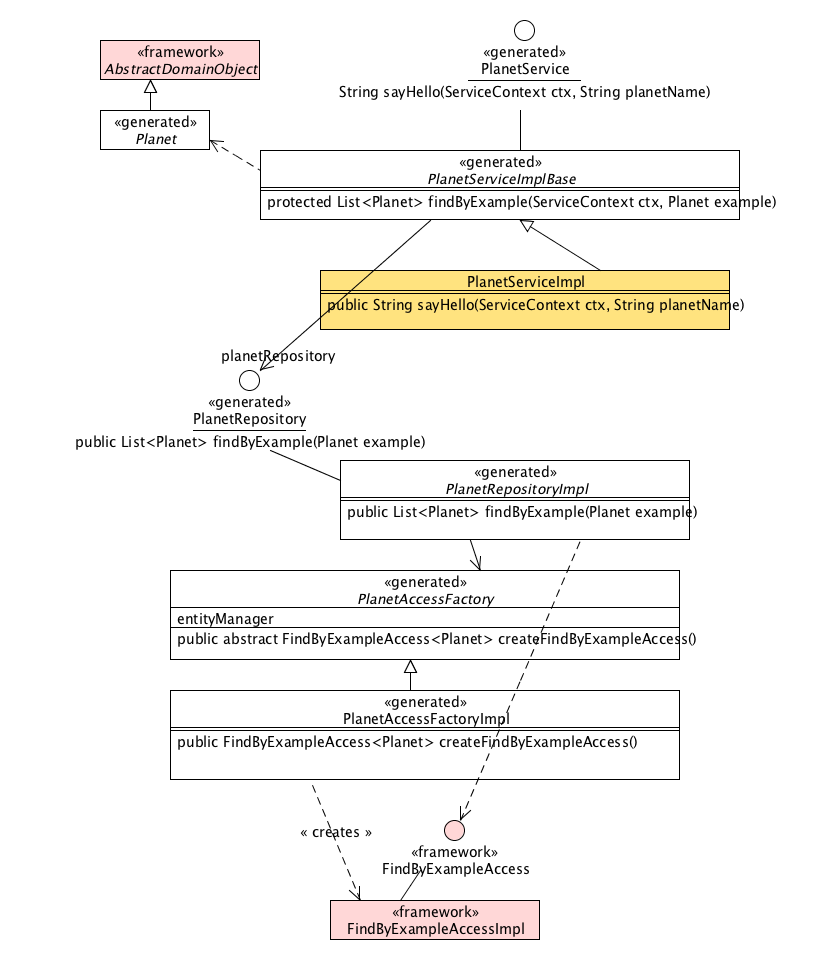 «generated»
PlanetService
String sayHello(ServiceContext ctx, String planetName)
«framework»
AbstractDomainObject
«generated»
Planet
«generated»
PlanetServiceImplBase
protected List<Planet> findByExample(ServiceContext ctx, Planet example)
PlanetServiceImpl
public String sayHello(ServiceContext ctx, String planetName)
planetRepository
«generated»
PlanetRepository
public List<Planet> findByExample(Planet example)
«generated»
PlanetRepositoryImpl
public List<Planet> findByExample(Planet example)
«generated»
PlanetAccessFactory
entityManager
public abstract FindByExampleAccess<Planet> createFindByExampleAccess()
«generated»
PlanetAccessFactoryImpl
public FindByExampleAccess<Planet> createFindByExampleAccess()
« creates »
«framework»
FindByExampleAccess
«framework»
FindByExampleAccessImpl